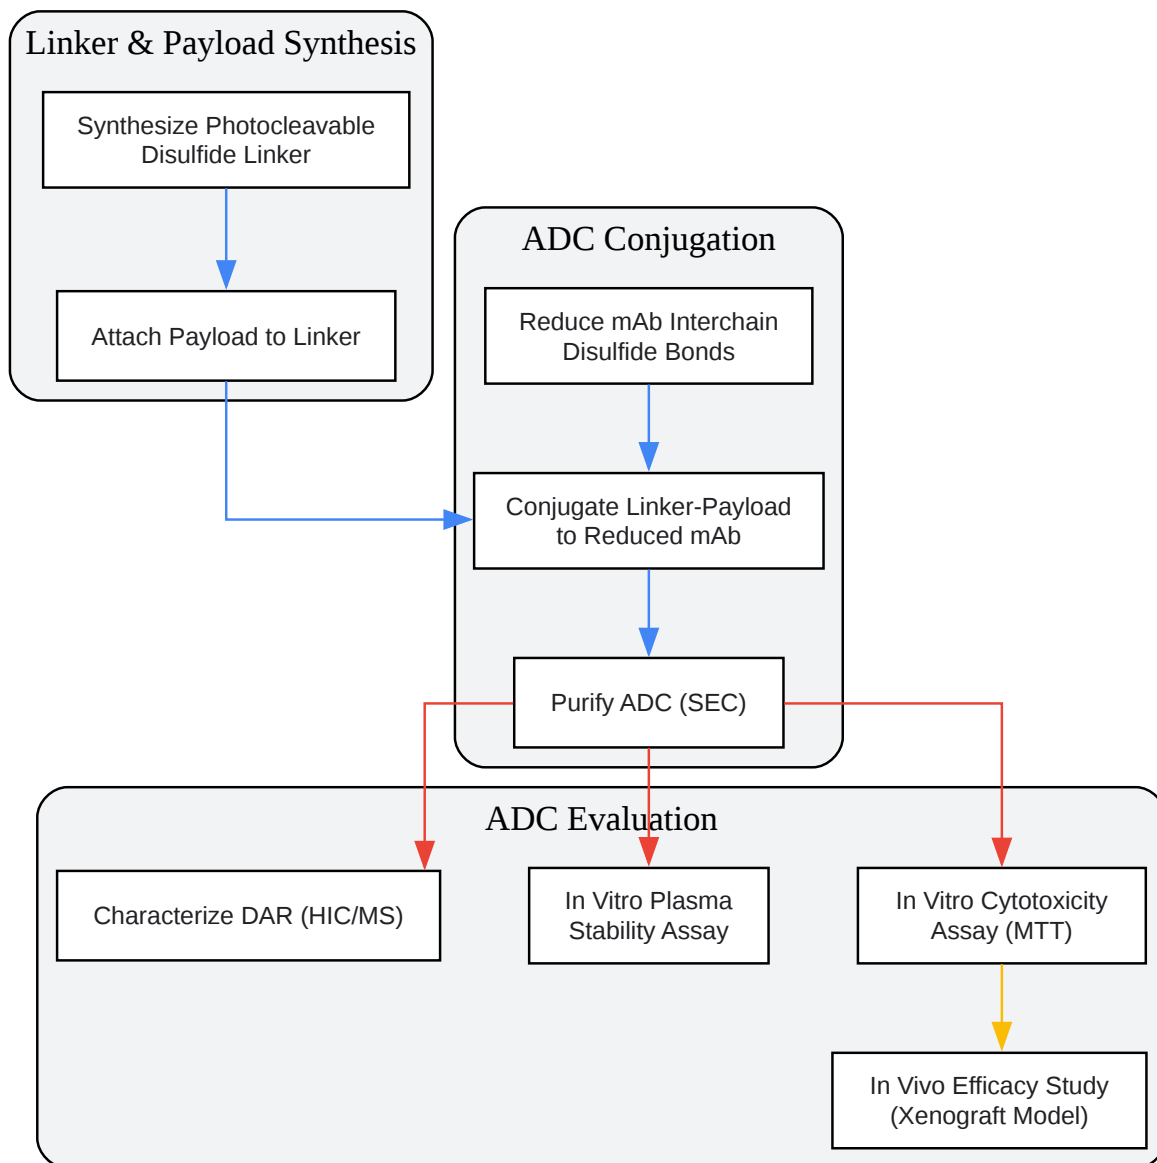 Linker & Payload Synthesis
Synthesize Photocleavable
Disulfide Linker
Attach Payload to Linker
ADC Conjugation
Reduce mAb Interchain
Disulfide Bonds
Conjugate Linker-Payload
to Reduced mAb
Purify ADC (SEC)
ADC Evaluation
Characterize DAR (HIC/MS)
In Vitro Plasma
Stability Assay
In Vitro Cytotoxicity
Assay (MTT)
In Vivo Efficacy Study
(Xenograft Model)